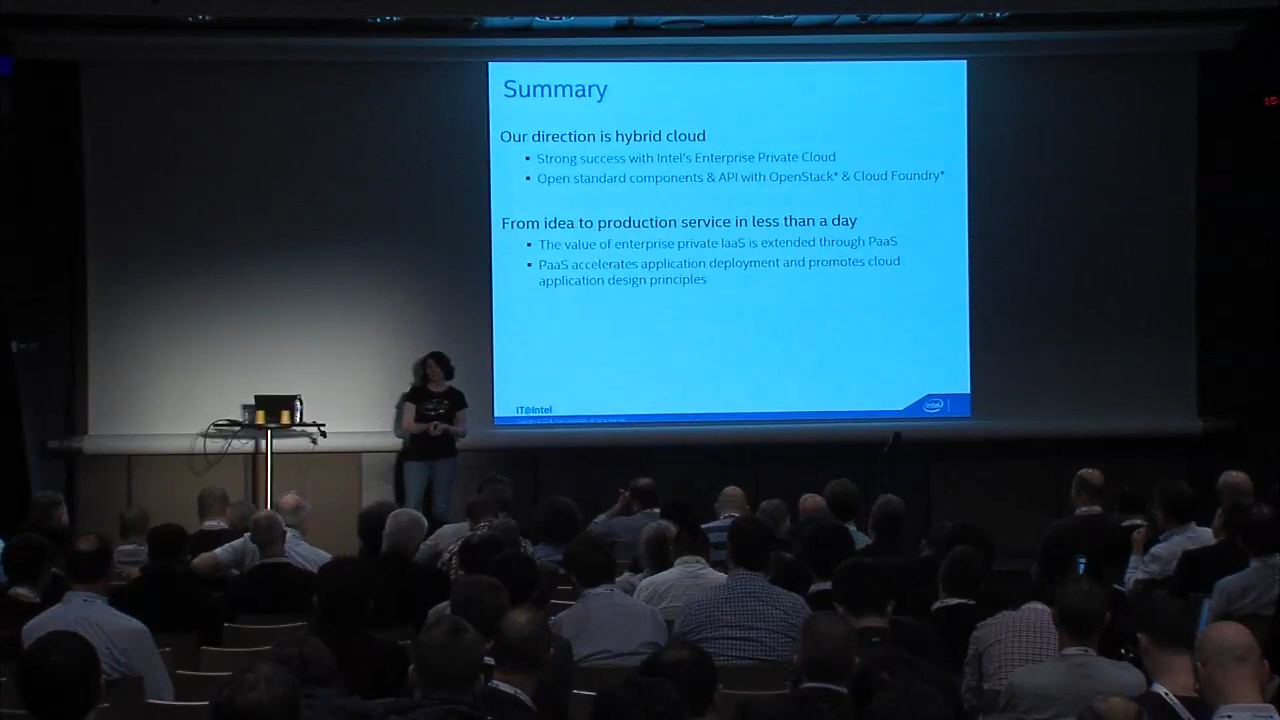 Summary
Our direction is hybrid cloud
▪ Strong success with Intel's Enterprise Private Cloud
▪ Open standard components & API with OpenStack* & Cloud Foundry*
From idea to production service in less than a day
▪ The value of enterprise private IaaS is extended through PaaS
▪ PaaS accelerates application deployment and promotes cloud
application design principles
IT@Intel
intel